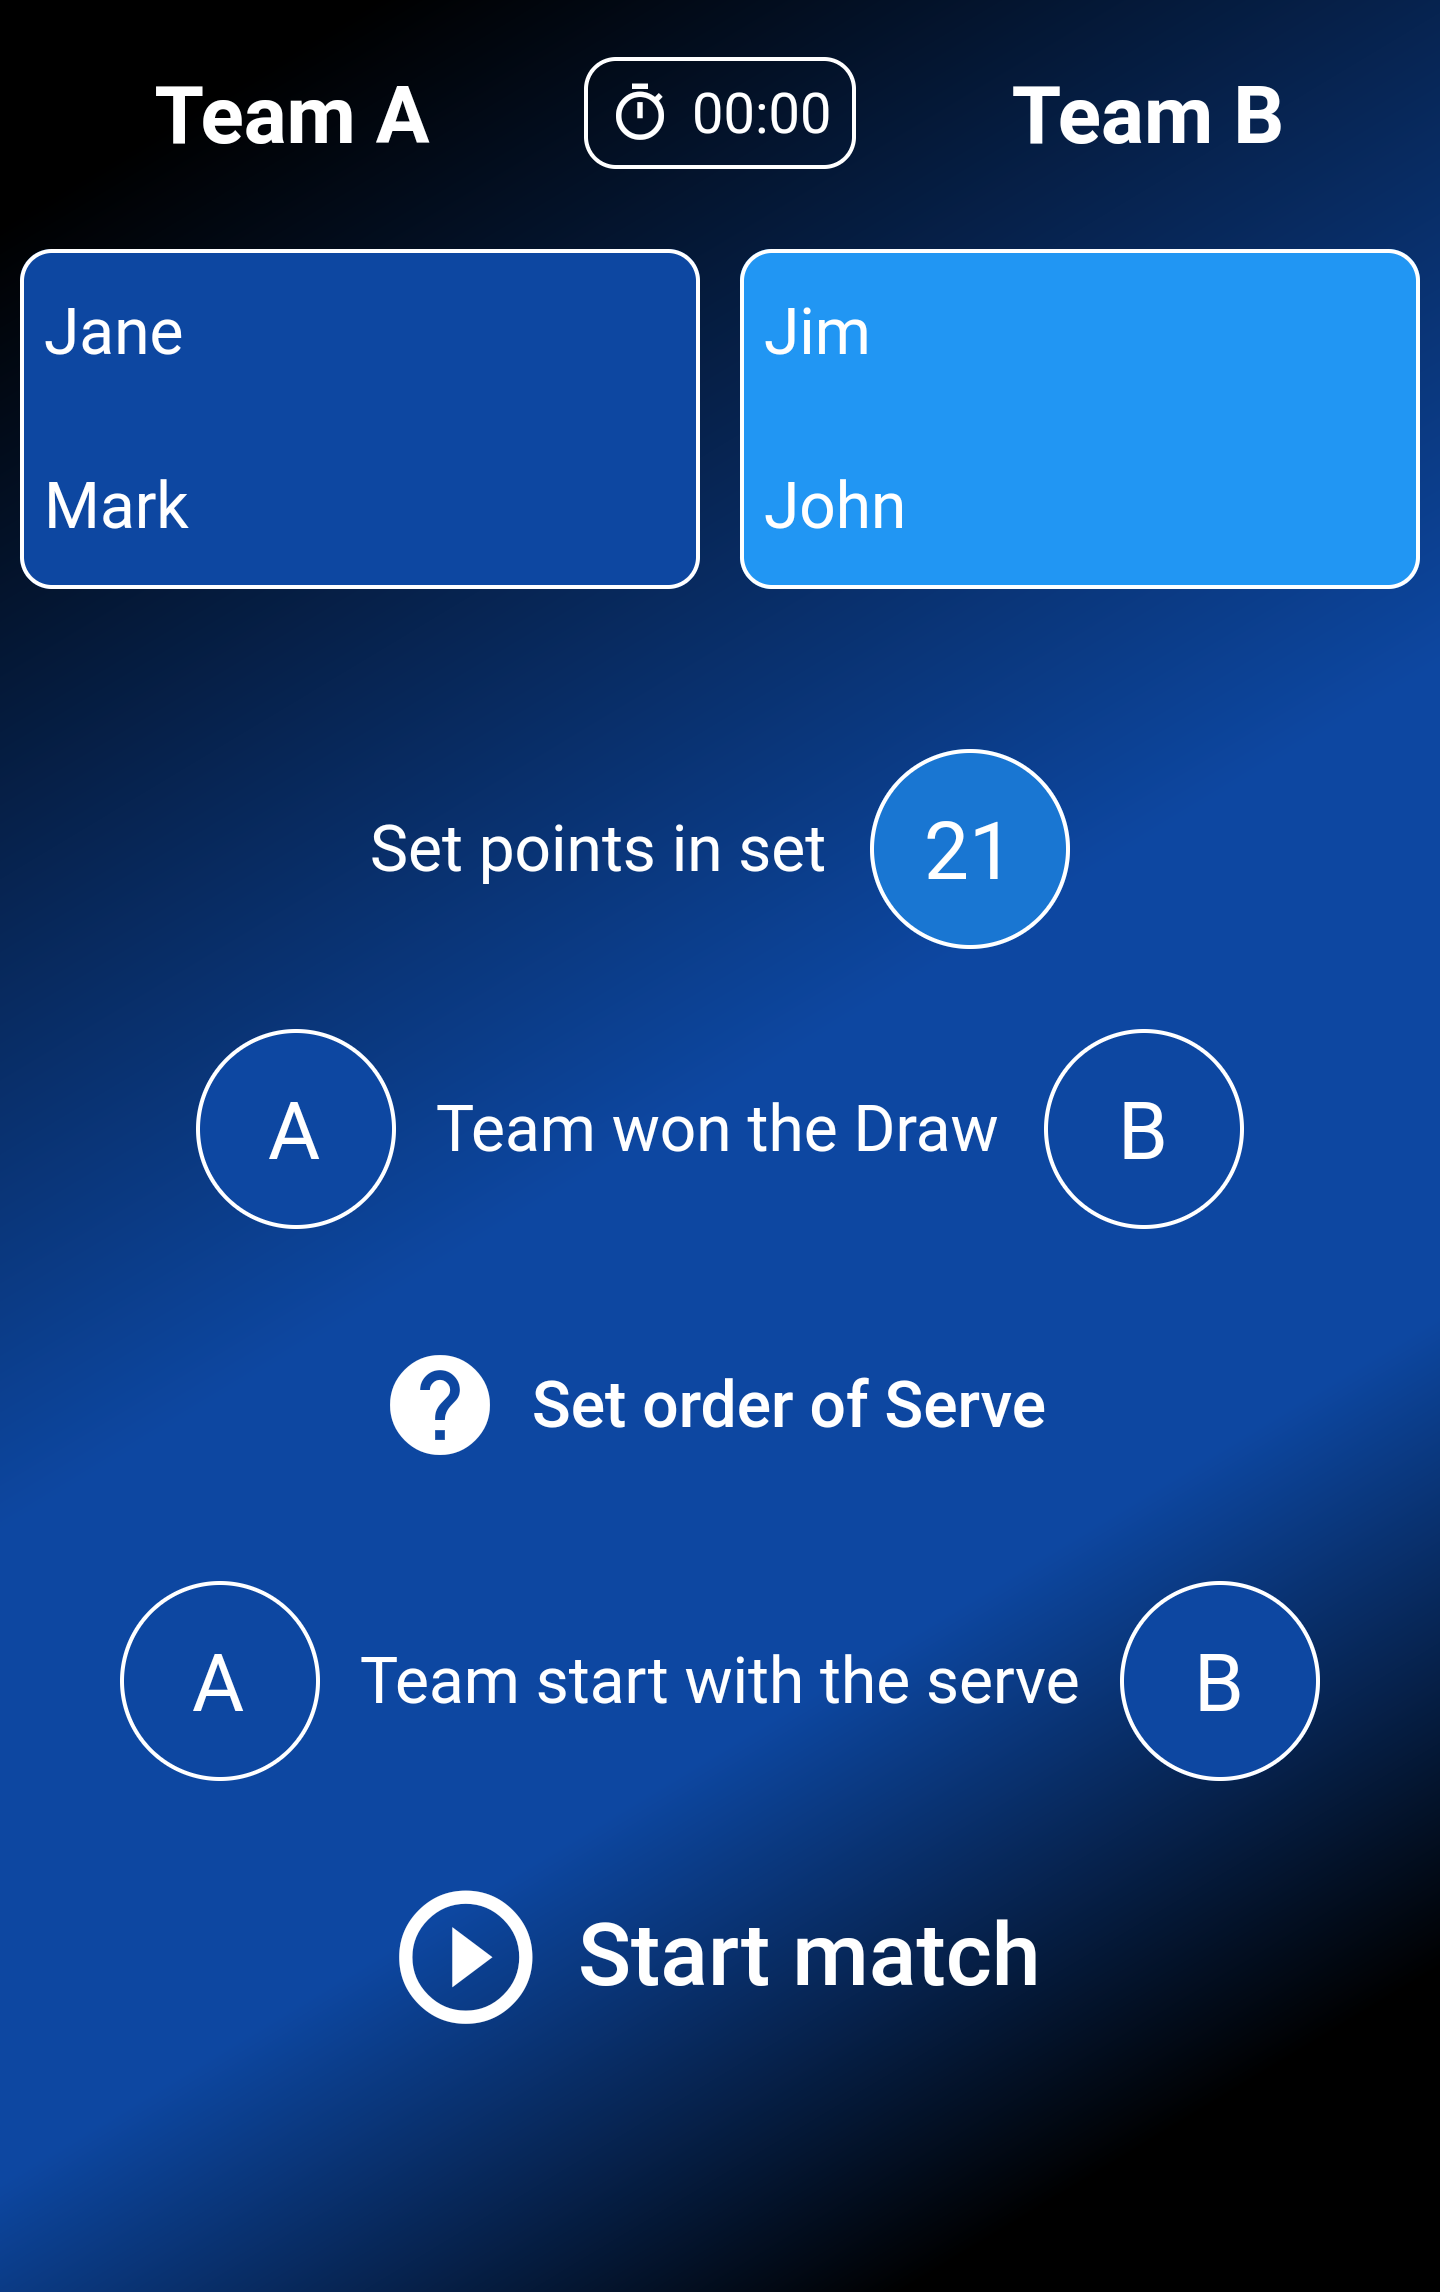 Team A
00:00
Team B
Jane
Mark
Jim
John
Set points in set
21
A
Team won the Draw
B
? Set order of Serve
A
Team start with the serve
B
Start match